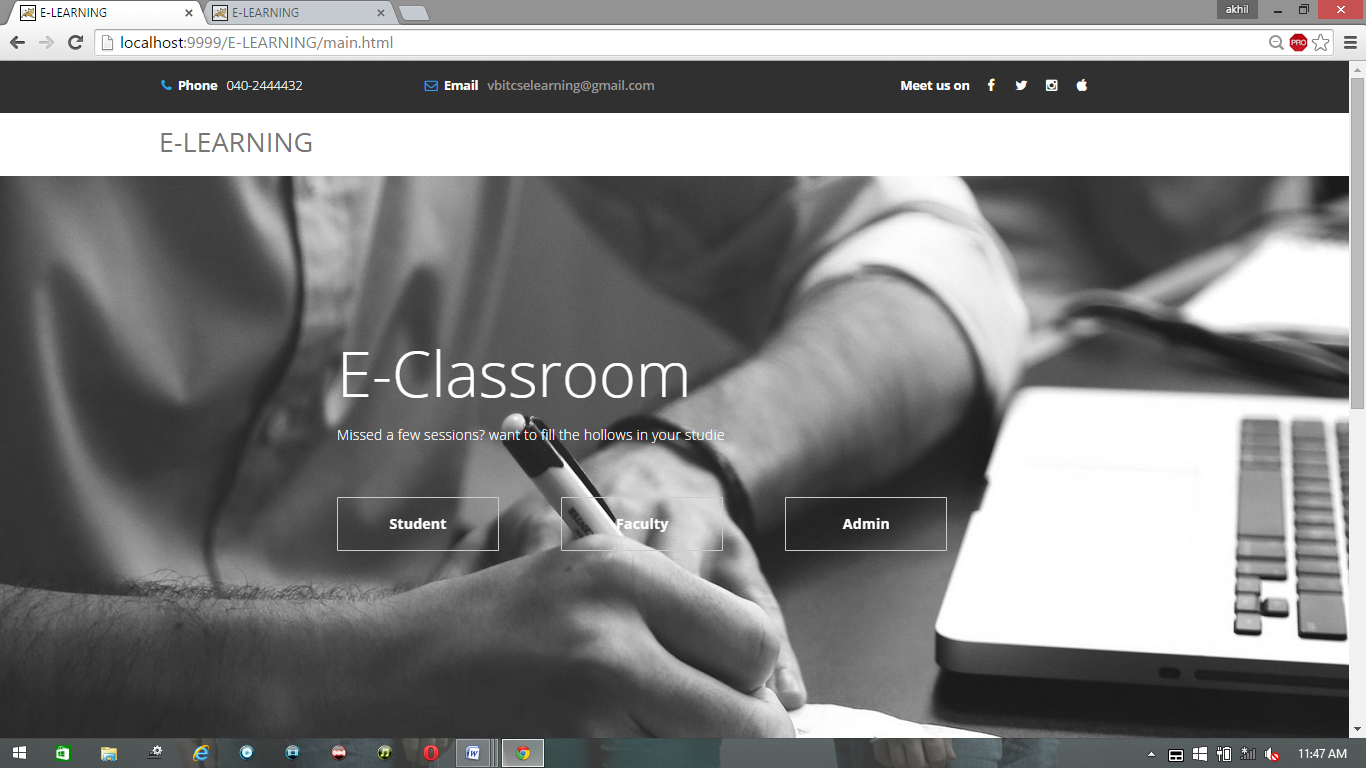 E-LEARNING
E-LEARNING
akhil
localhost:9999/E-LEARNING/main.html
PRO
Phone 040-2444432
Email vbitcselearning@gmail.com
Meet us on
E-LEARNING
E-Classroom
Missed a few sessions? want to fill the hollows in your studie
Student
Faculty
Admin
11:47 AM